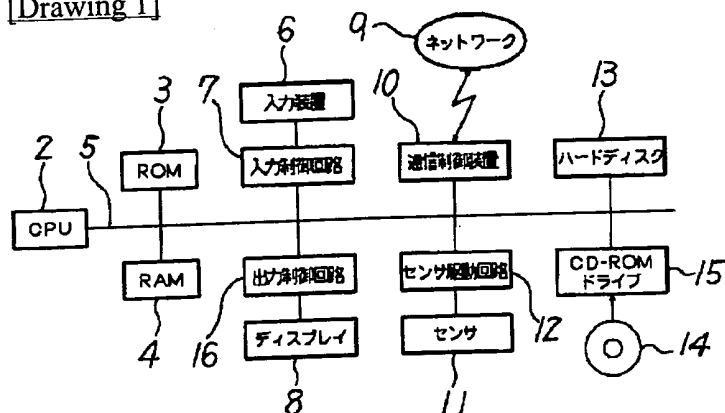 [Drawing 1]
6
9
ネットワーク
7
入力装置
10
13
3
2
5
ROM
入力制御回路
通信制御装置
ハードディスク
CPU
RAM
出力制御回路
センサ駆動回路
CD-ROM
ドライブ
15
4
16
ディスプレイ
センサ
12
14
8
11